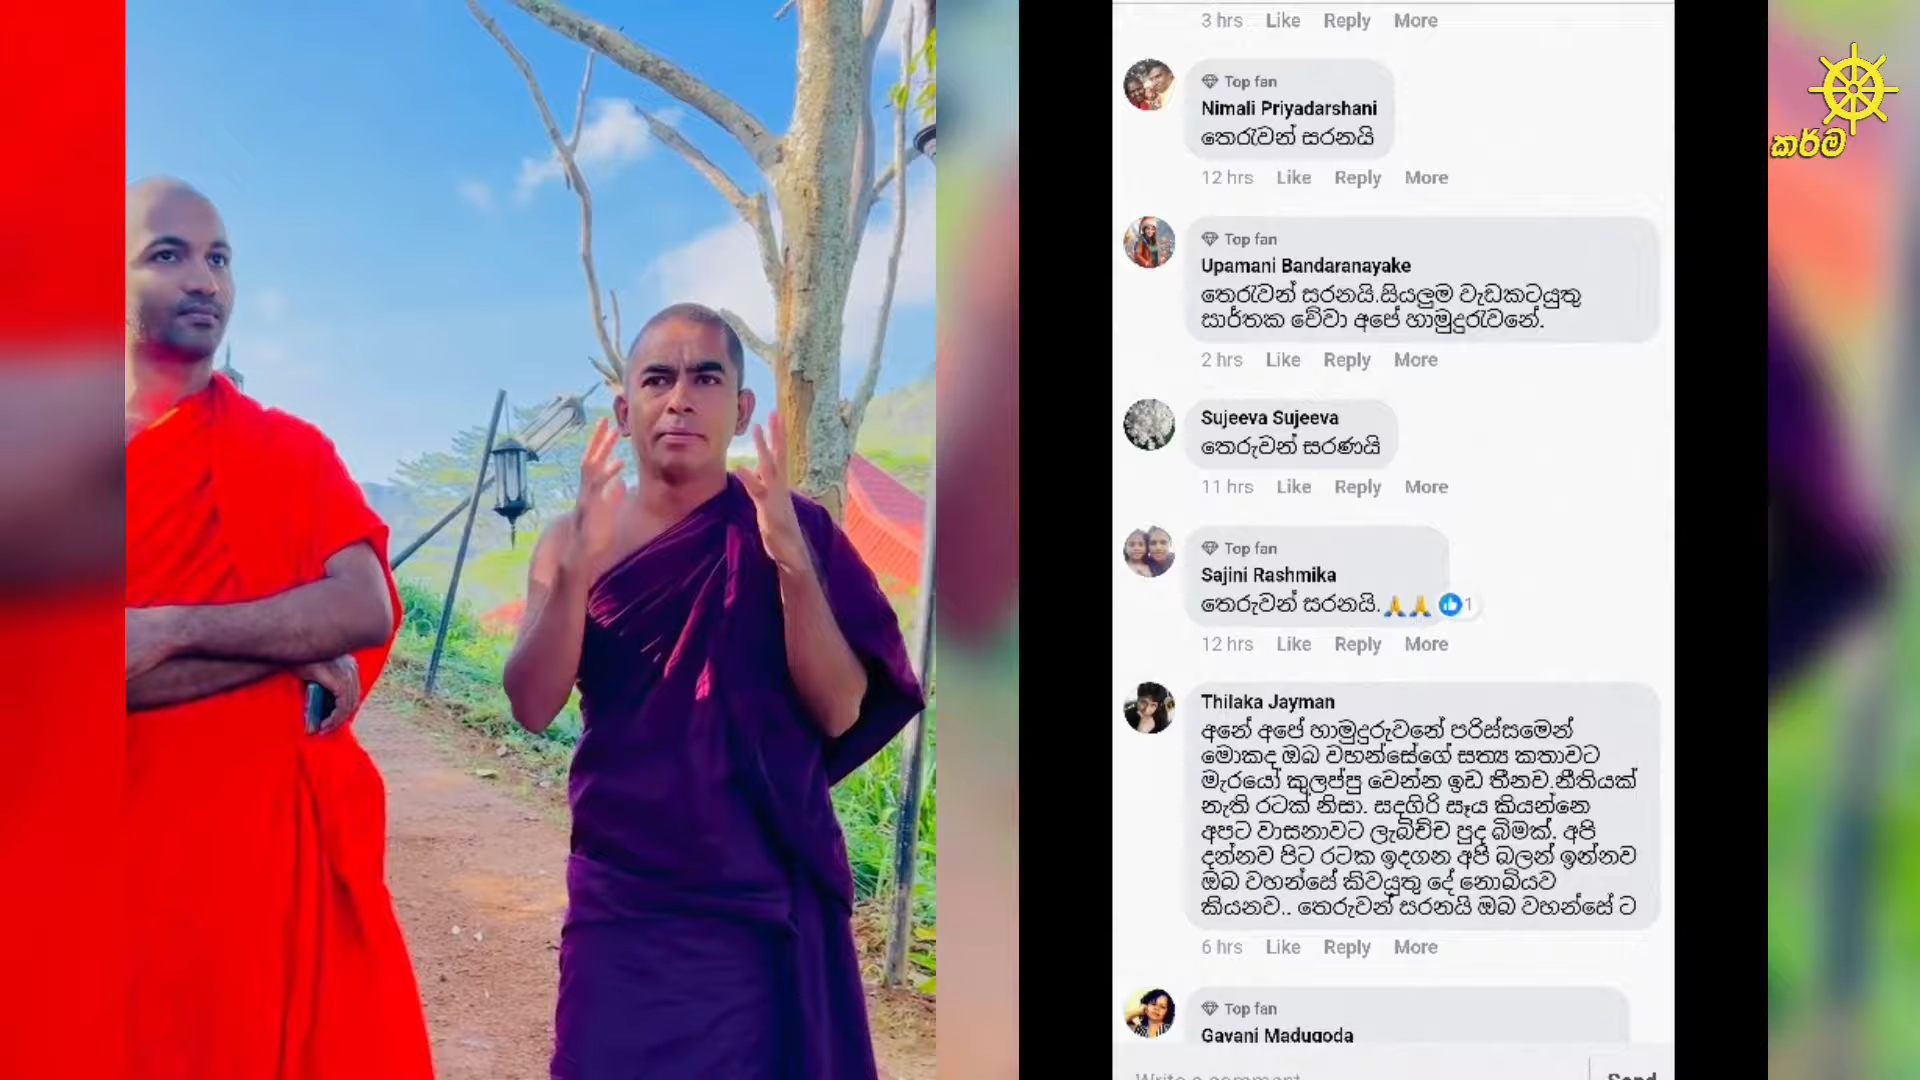 3 hrs Like Reply More
Top fan
Nimali Priyadarshani
තෙරැවන් සරනයි
12 hrs Like Reply More
Top fan
Upamani Bandaranayake
තෙරැවන් සරනයි.සියලුම වැඩකටයුතු
සාර්තක වේවා අපේ හාමුදුරැවනේ.
2 hrs Like Reply More
Sujeeva Sujeeva
තෙරුවන් සරණයි
11 hrs Like Reply More
Top fan
Sajini Rashmika
තෙරුවන් සරනයි.🙏🙏 1
12 hrs Like Reply More
Thilaka Jayman
අනේ අපේ හාමුදුරුවනේ පරිස්සමෙන්
මොකද ඔබ වහන්සේගේ සත්‍ය කතාවට
මැරයෝ කුලප්පු වෙන්න ඉඩ තීනව.නීතියක්
නැති රටක් නිසා. සදගිරි සෑය කියන්නෙ
අපට වාසනාවට ලැබිච්ච පුද බිමක්. අපි
දන්නව පිට රටක ඉදගන අපි බලන් ඉන්නව
ඔබ වහන්සේ කිවයුතු දේ නොබියව
කියනව.. තෙරුවන් සරනයි ඔබ වහන්සේ ට
6 hrs Like Reply More
Top fan
Gayani Madugoda
Write a comment
Send
කර්ම